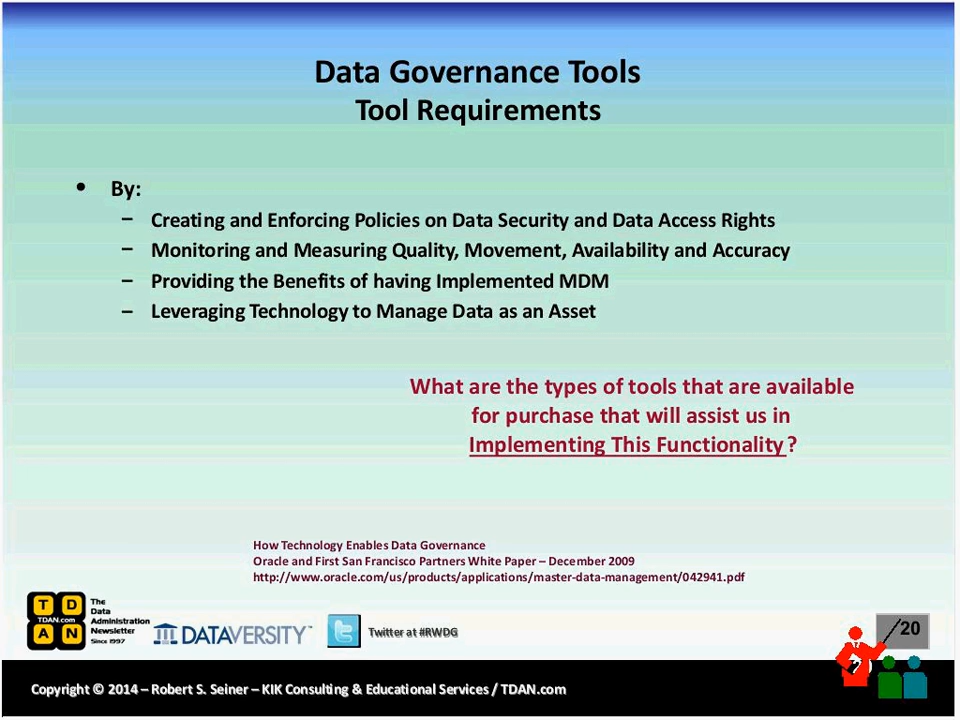 Data Governance Tools
Tool Requirements
• By:
– Creating and Enforcing Policies on Data Security and Data Access Rights
– Monitoring and Measuring Quality, Movement, Availability and Accuracy
– Providing the Benefits of having Implemented MDM
– Leveraging Technology to Manage Data as an Asset
What are the types of tools that are available
for purchase that will assist us in
Implementing This Functionality ?
How Technology Enables Data Governance
Oracle and First San Francisco Partners White Paper – December 2009
http://www.oracle.com/us/products/applications/master-data-management/042941.pdf
T D
TDAN.com
A N
The
Data
Administration
Newsletter
Since 1997
DATAVERSITY™
Twitter at #RWDG
20
Copyright © 2014 – Robert S. Seiner – KIK Consulting & Educational Services / TDAN.com